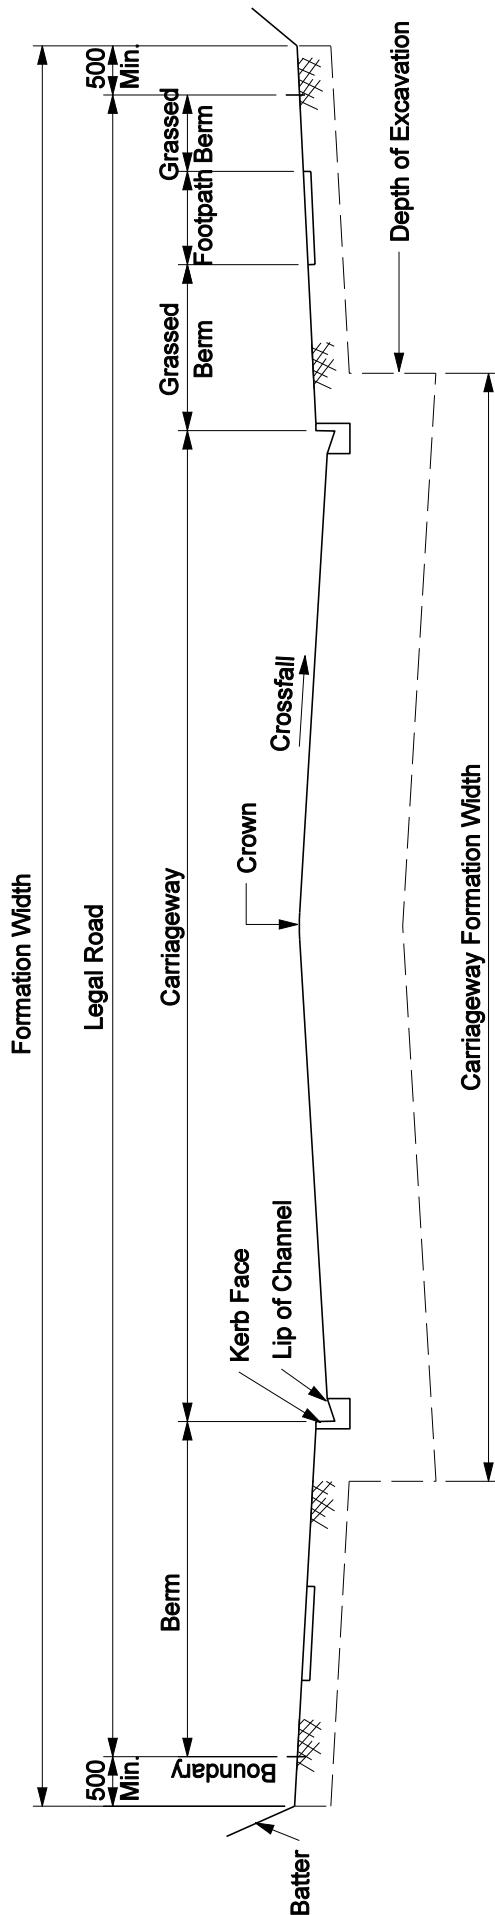 Formation Width
Legal Road
500
Min.
Boundary
Berm
Carriageway
Grassed
Berm
Footpath
Grassed
Berm
500
Min.
Batter
Kerb Face
Lip of Channel
Crown
Crossfall
Depth of Excavation
Carriageway Formation Width